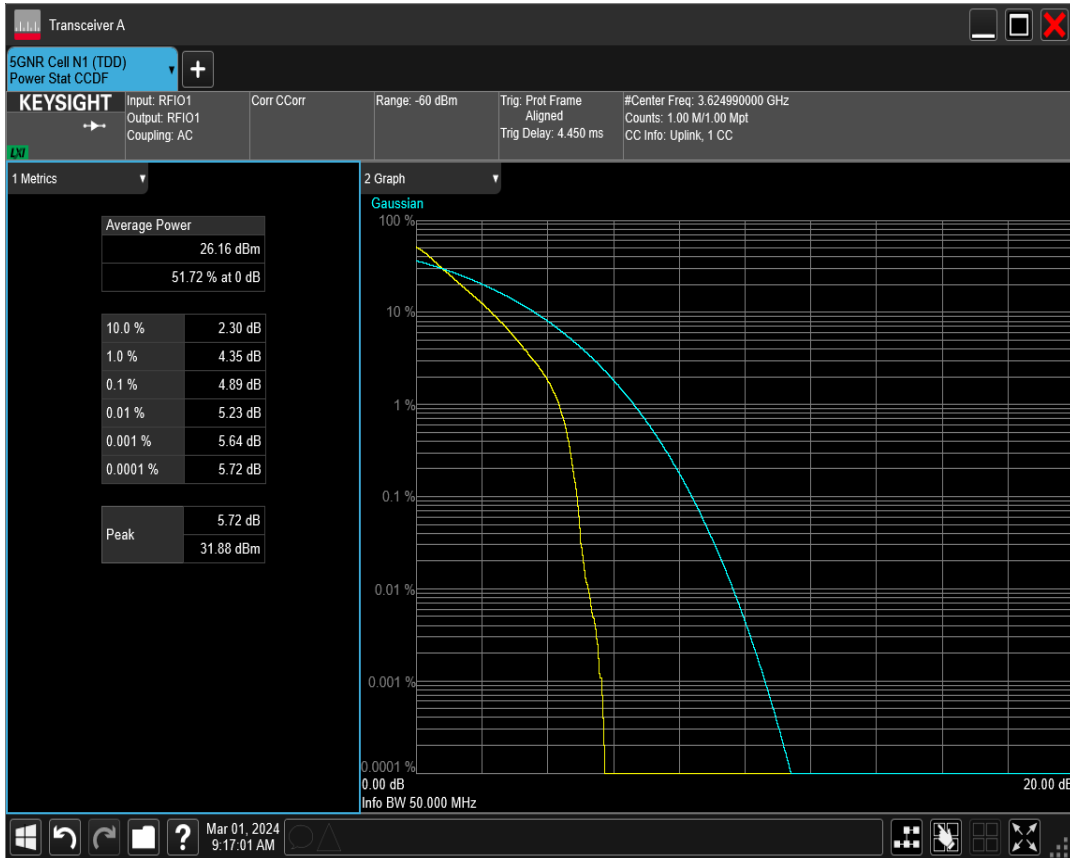 Transceiver A
5GNR Cell N1 (TDD)
Power Stat CCDF
KEYSIGHT
LXI
Input: RFIO1
Output: RFIO1
Coupling: AC
Corr CCorr
Range: -60 dBm
Trig: Prot Frame
Aligned
Trig Delay: 4.450 ms
#Center Freq: 3.624990000 GHz
Counts: 1.00 M/1.00 Mpt
CC Info: Uplink, 1 CC
1 Metrics
Average Power
26.16 dBm
51.72 % at 0 dB
10.0 % 2.30 dB
1.0 % 4.35 dB
0.1 % 4.89 dB
0.01 % 5.23 dB
0.001 % 5.64 dB
0.0001 % 5.72 dB
Peak
5.72 dB
31.88 dBm
2 Graph
Gaussian
100 %
10 %
1 %
0.1 %
0.01 %
0.001 %
0.0001 %
0.00 dB 20.00 dB
Info BW 50.000 MHz
Mar 01, 2024
9:17:01 AM